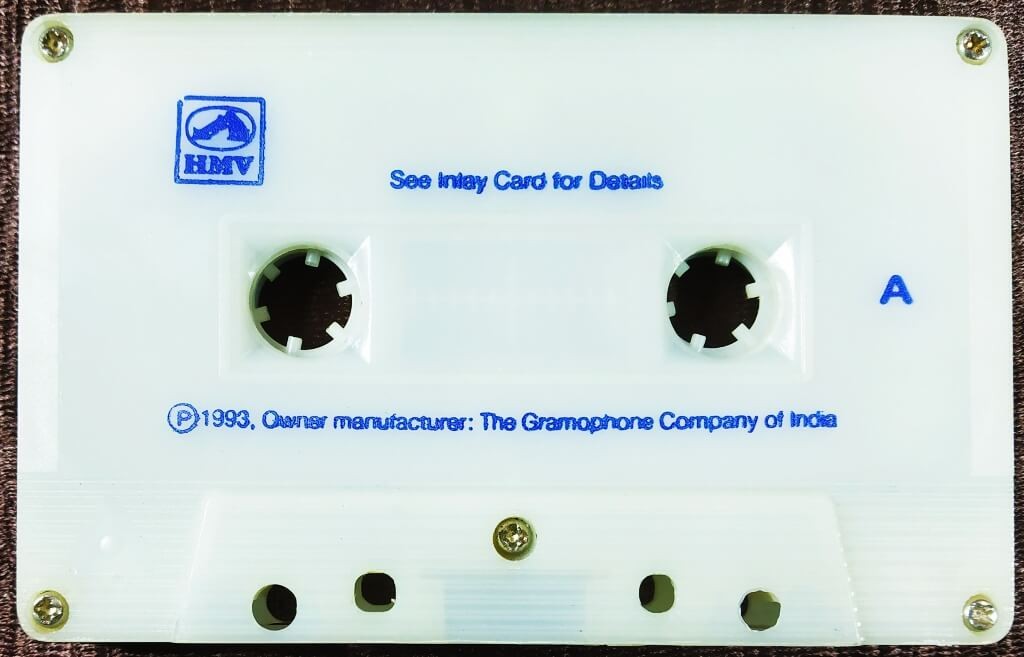 HMV
See Inlay Card for Details
A
Ⓟ1993, Owner manufacturer: The Gramophone Company of India